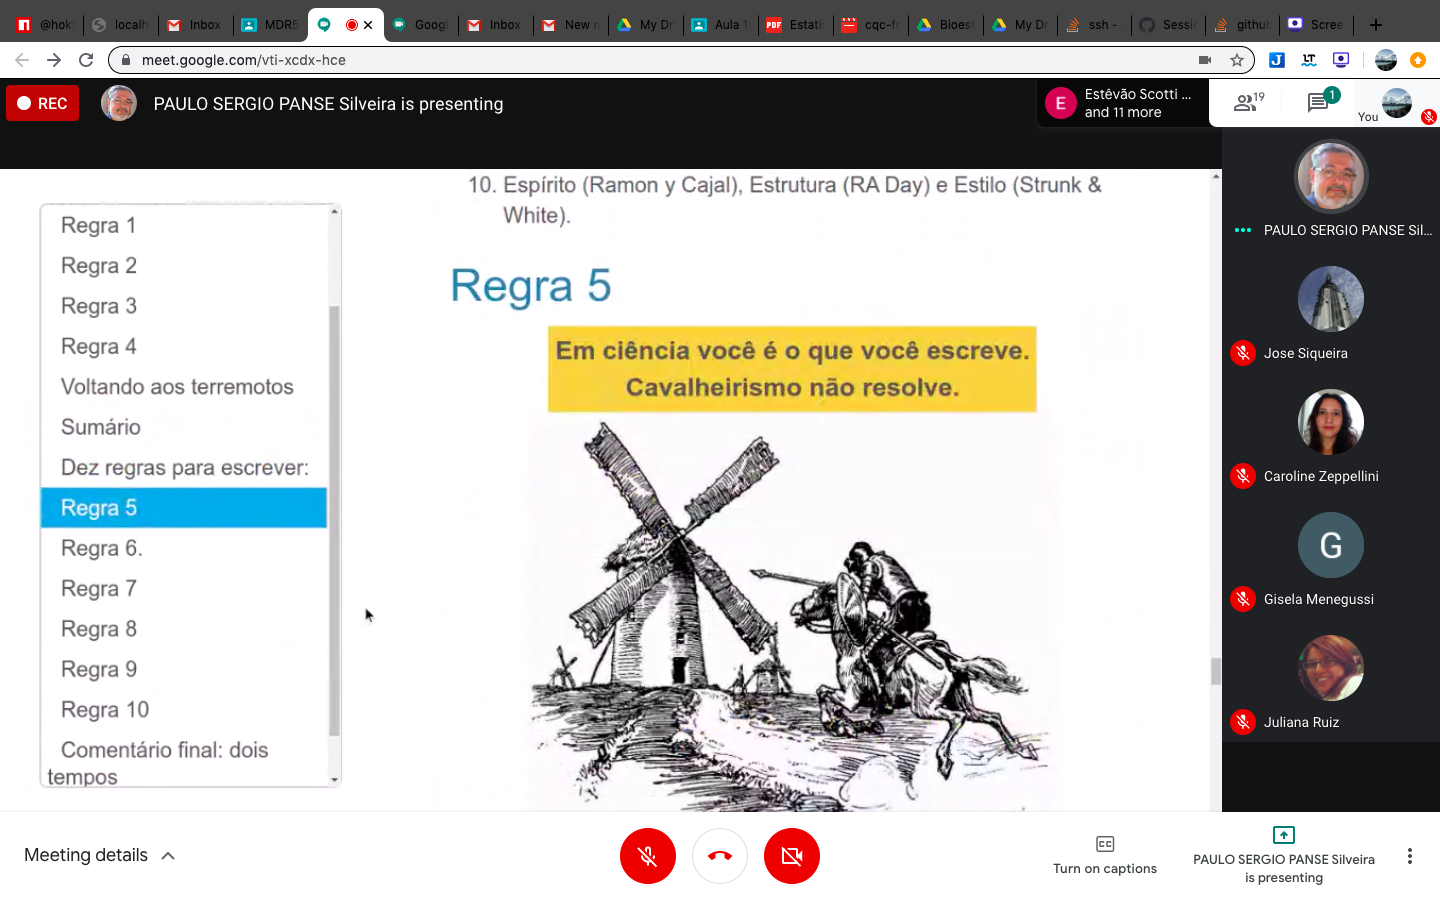 @hok
localh
Inbox
MDR5
Googl
Inbox
New m
My Dr
Aula 1
Estatis
cqc-fo
Bioest
My Dr
ssh -
Sessio
github
Scree
meet.google.com/vti-xcdx-hce
REC
PAULO SERGIO PANSE Silveira is presenting
E
Estêvão Scotti ...
and 11 more
19
1
You
10. Espírito (Ramon y Cajal), Estrutura (RA Day) e Estilo (Strunk &
White).
Regra 1
Regra 2
Regra 3
Regra 4
Voltando aos terremotos
Sumário
Dez regras para escrever:
Regra 5
Regra 6.
Regra 7
Regra 8
Regra 9
Regra 10
Comentário final: dois
tempos
Regra 5
Em ciência você é o que você escreve.
Cavalheirismo não resolve.
PAULO SERGIO PANSE Sil...
Jose Siqueira
Caroline Zeppellini
G
Gisela Menegussi
Juliana Ruiz
Meeting details
Turn on captions
PAULO SERGIO PANSE Silveira
is presenting